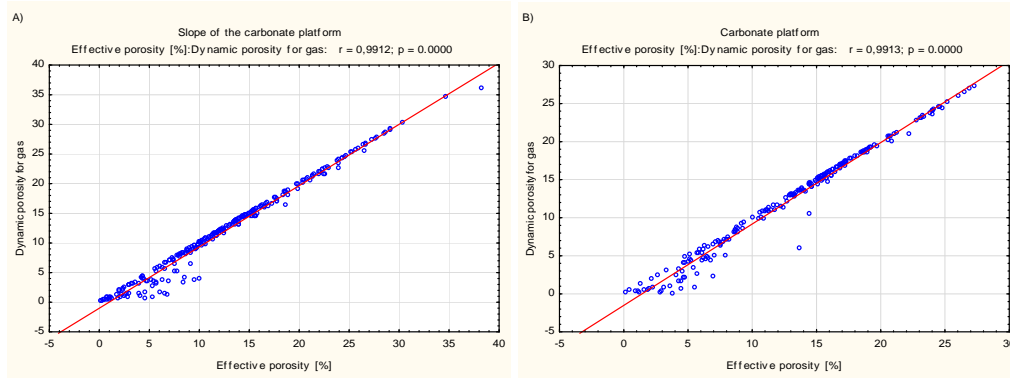 A)
Slope of the carbonate platform
Effective porosity [%]:Dynamic porosity for gas: r = 0,9912; p = 0.0000
40
35
30
25
20
15
10
5
0
-5
Dynamic porosity for gas
-5 0 5 10 15 20 25 30 35 40
Effective porosity [%]
B)
Carbonate platform
Effective porosity [%]:Dynamic porosity for gas: r = 0,9913; p = 0.0000
30
25
20
15
10
5
0
-5
Dynamic porosity for gas
-5 0 5 10 15 20 25 30
Effective porosity [%]